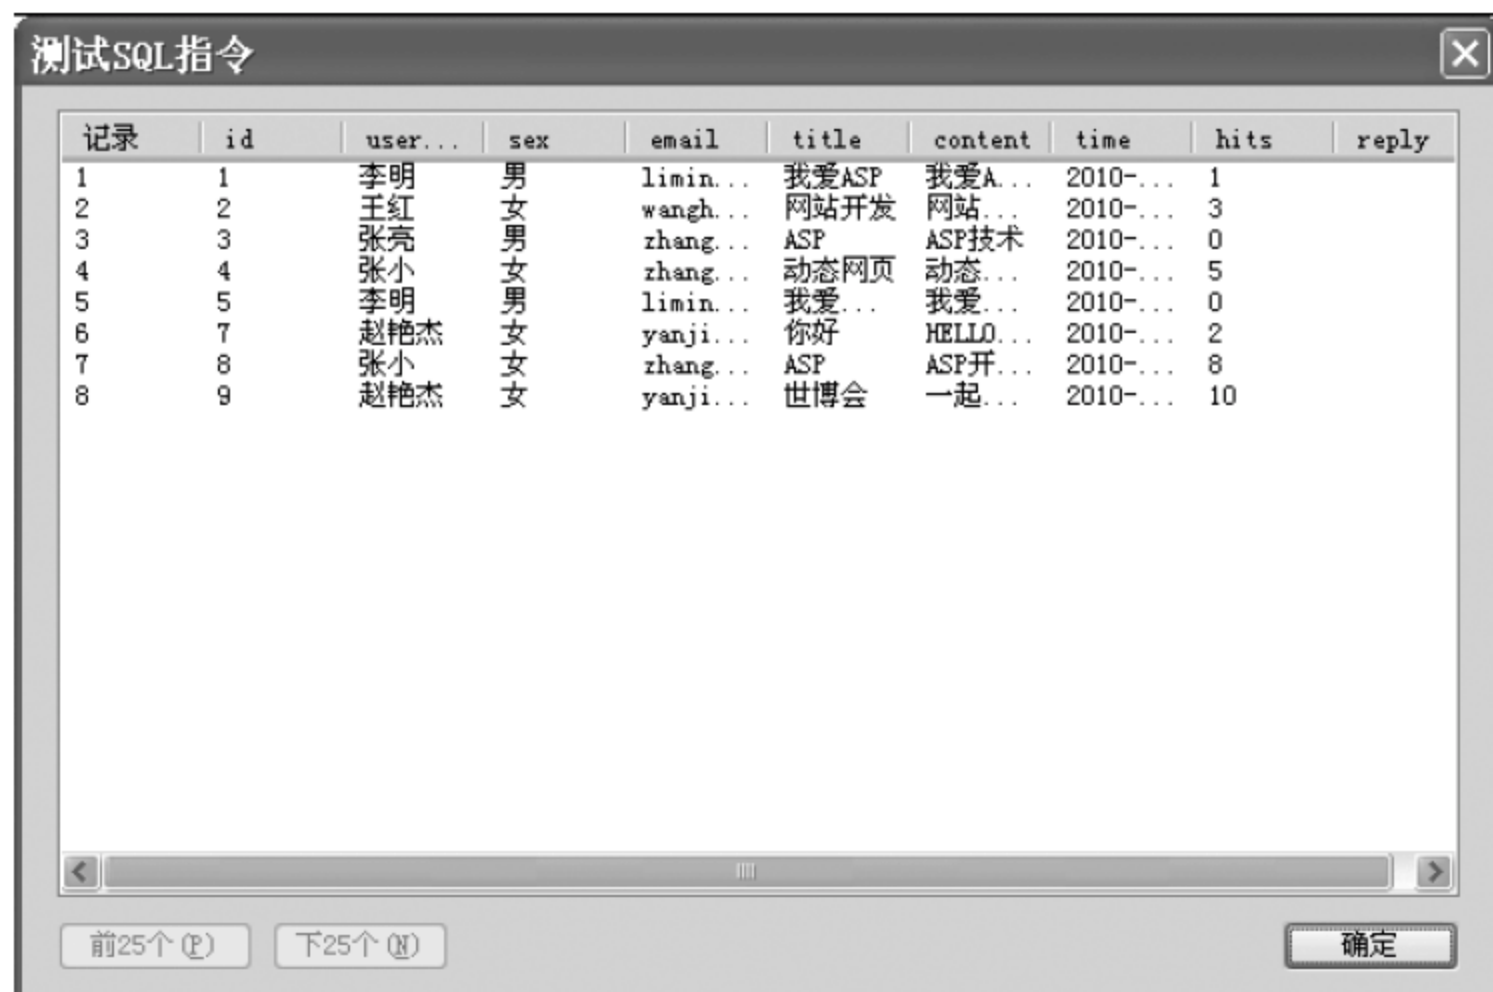 测试SQL指令
记录 id user... sex email title content time hits reply
1 1 李明 男 limin... 我爱ASP 我爱A... 2010-... 1
2 2 王红 女 wangh... 网站开发 网站... 2010-... 3
3 3 张亮 男 zhang... ASP ASP技术 2010-... 0
4 4 张小 女 zhang... 动态网页 动态... 2010-... 5
5 5 李明 男 limin... 我爱... 我爱... 2010-... 0
6 7 赵艳杰 女 yanji... 你好 HELLO... 2010-... 2
7 8 张小 女 zhang... ASP ASP开... 2010-... 8
8 9 赵艳杰 女 yanji... 世博会 一起... 2010-... 10
前25个(P) 下25个(N) 确定